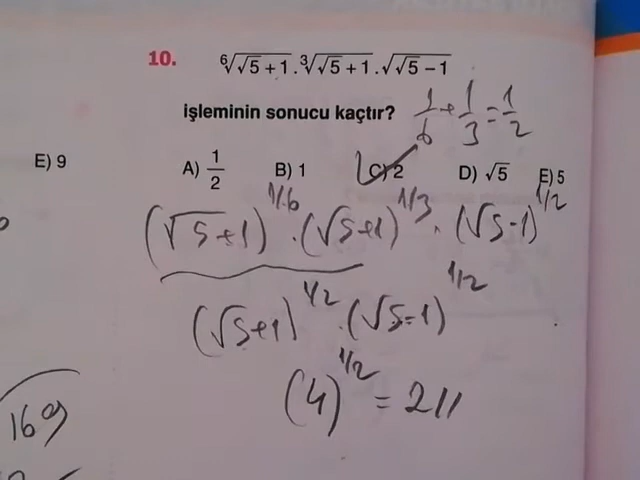 10. ⁶√(√5 + 1) . ³√(√5 + 1) . √(√5 – 1)
işleminin sonucu kaçtır? 1/6 + 1/3 = 1/2
E) 9
A) 1/2 B) 1 C) 2 D) √5 E) 5
(√5+1)^1/6 . (√5+1)^1/3 . (√5-1)^1/2
(√5+1)^1/2 . (√5-1)^1/2
(4)^1/2 = 2//
169